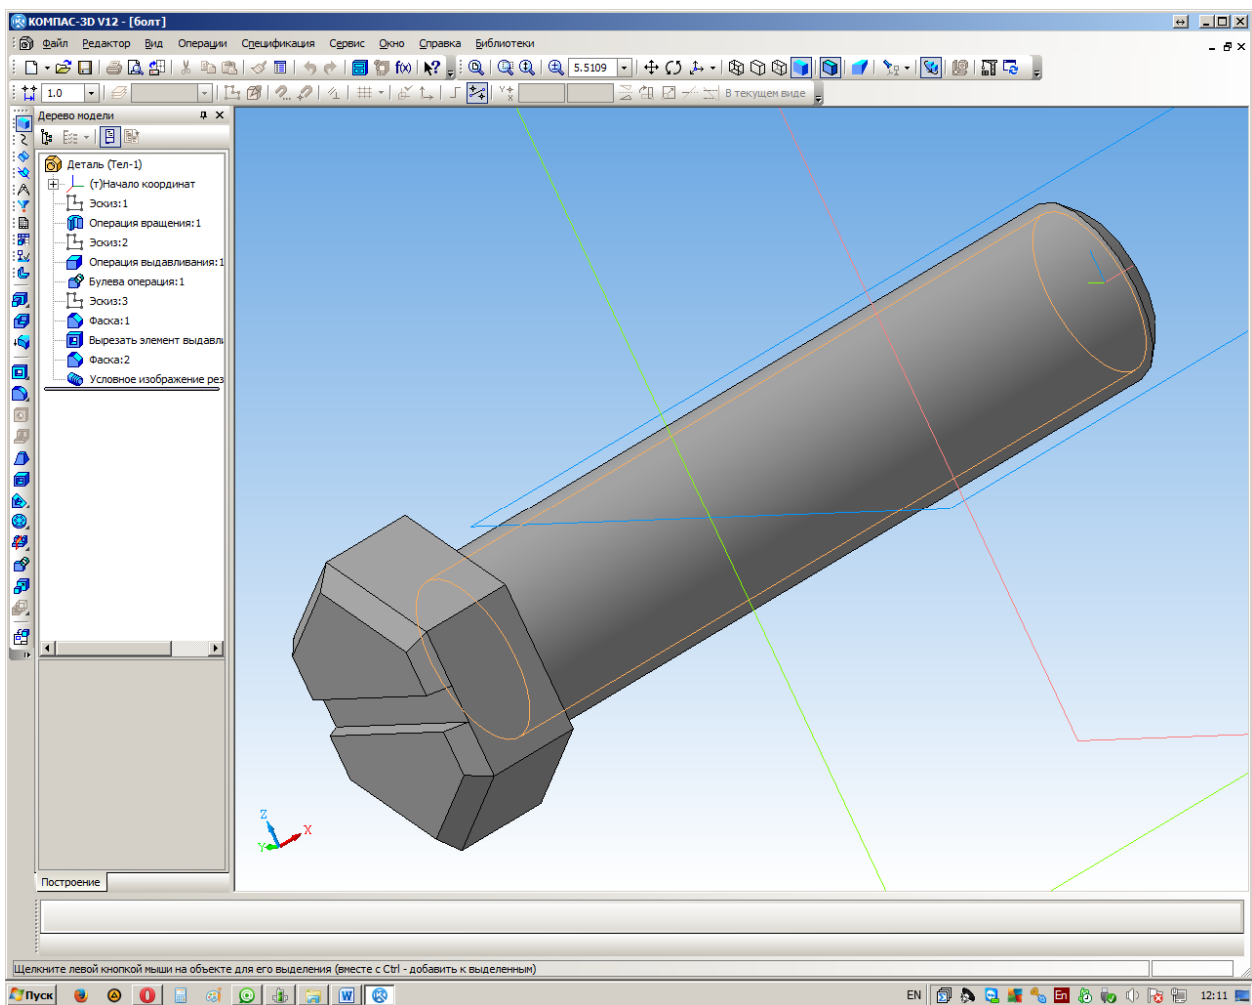 КОМПАС-3D V12 - [болт]
Файл Редактор Вид Операции Спецификация Сервис Окно Справка Библиотеки
f(x) 5.5109
1.0 В текущем виде
Дерево модели
Деталь (Тел-1)
(т)Начало координат
Эскиз:1
Операция вращения:1
Эскиз:2
Операция выдавливания:1
Булева операция:1
Эскиз:3
Фаска:1
Вырезать элемент выдавл
Фаска:2
Условное изображение рез
Z
X
Y
Построение
Щелкните левой кнопкой мыши на объекте для его выделения (вместе с Ctrl - добавить к выделенным)
Пуск EN En 12:11